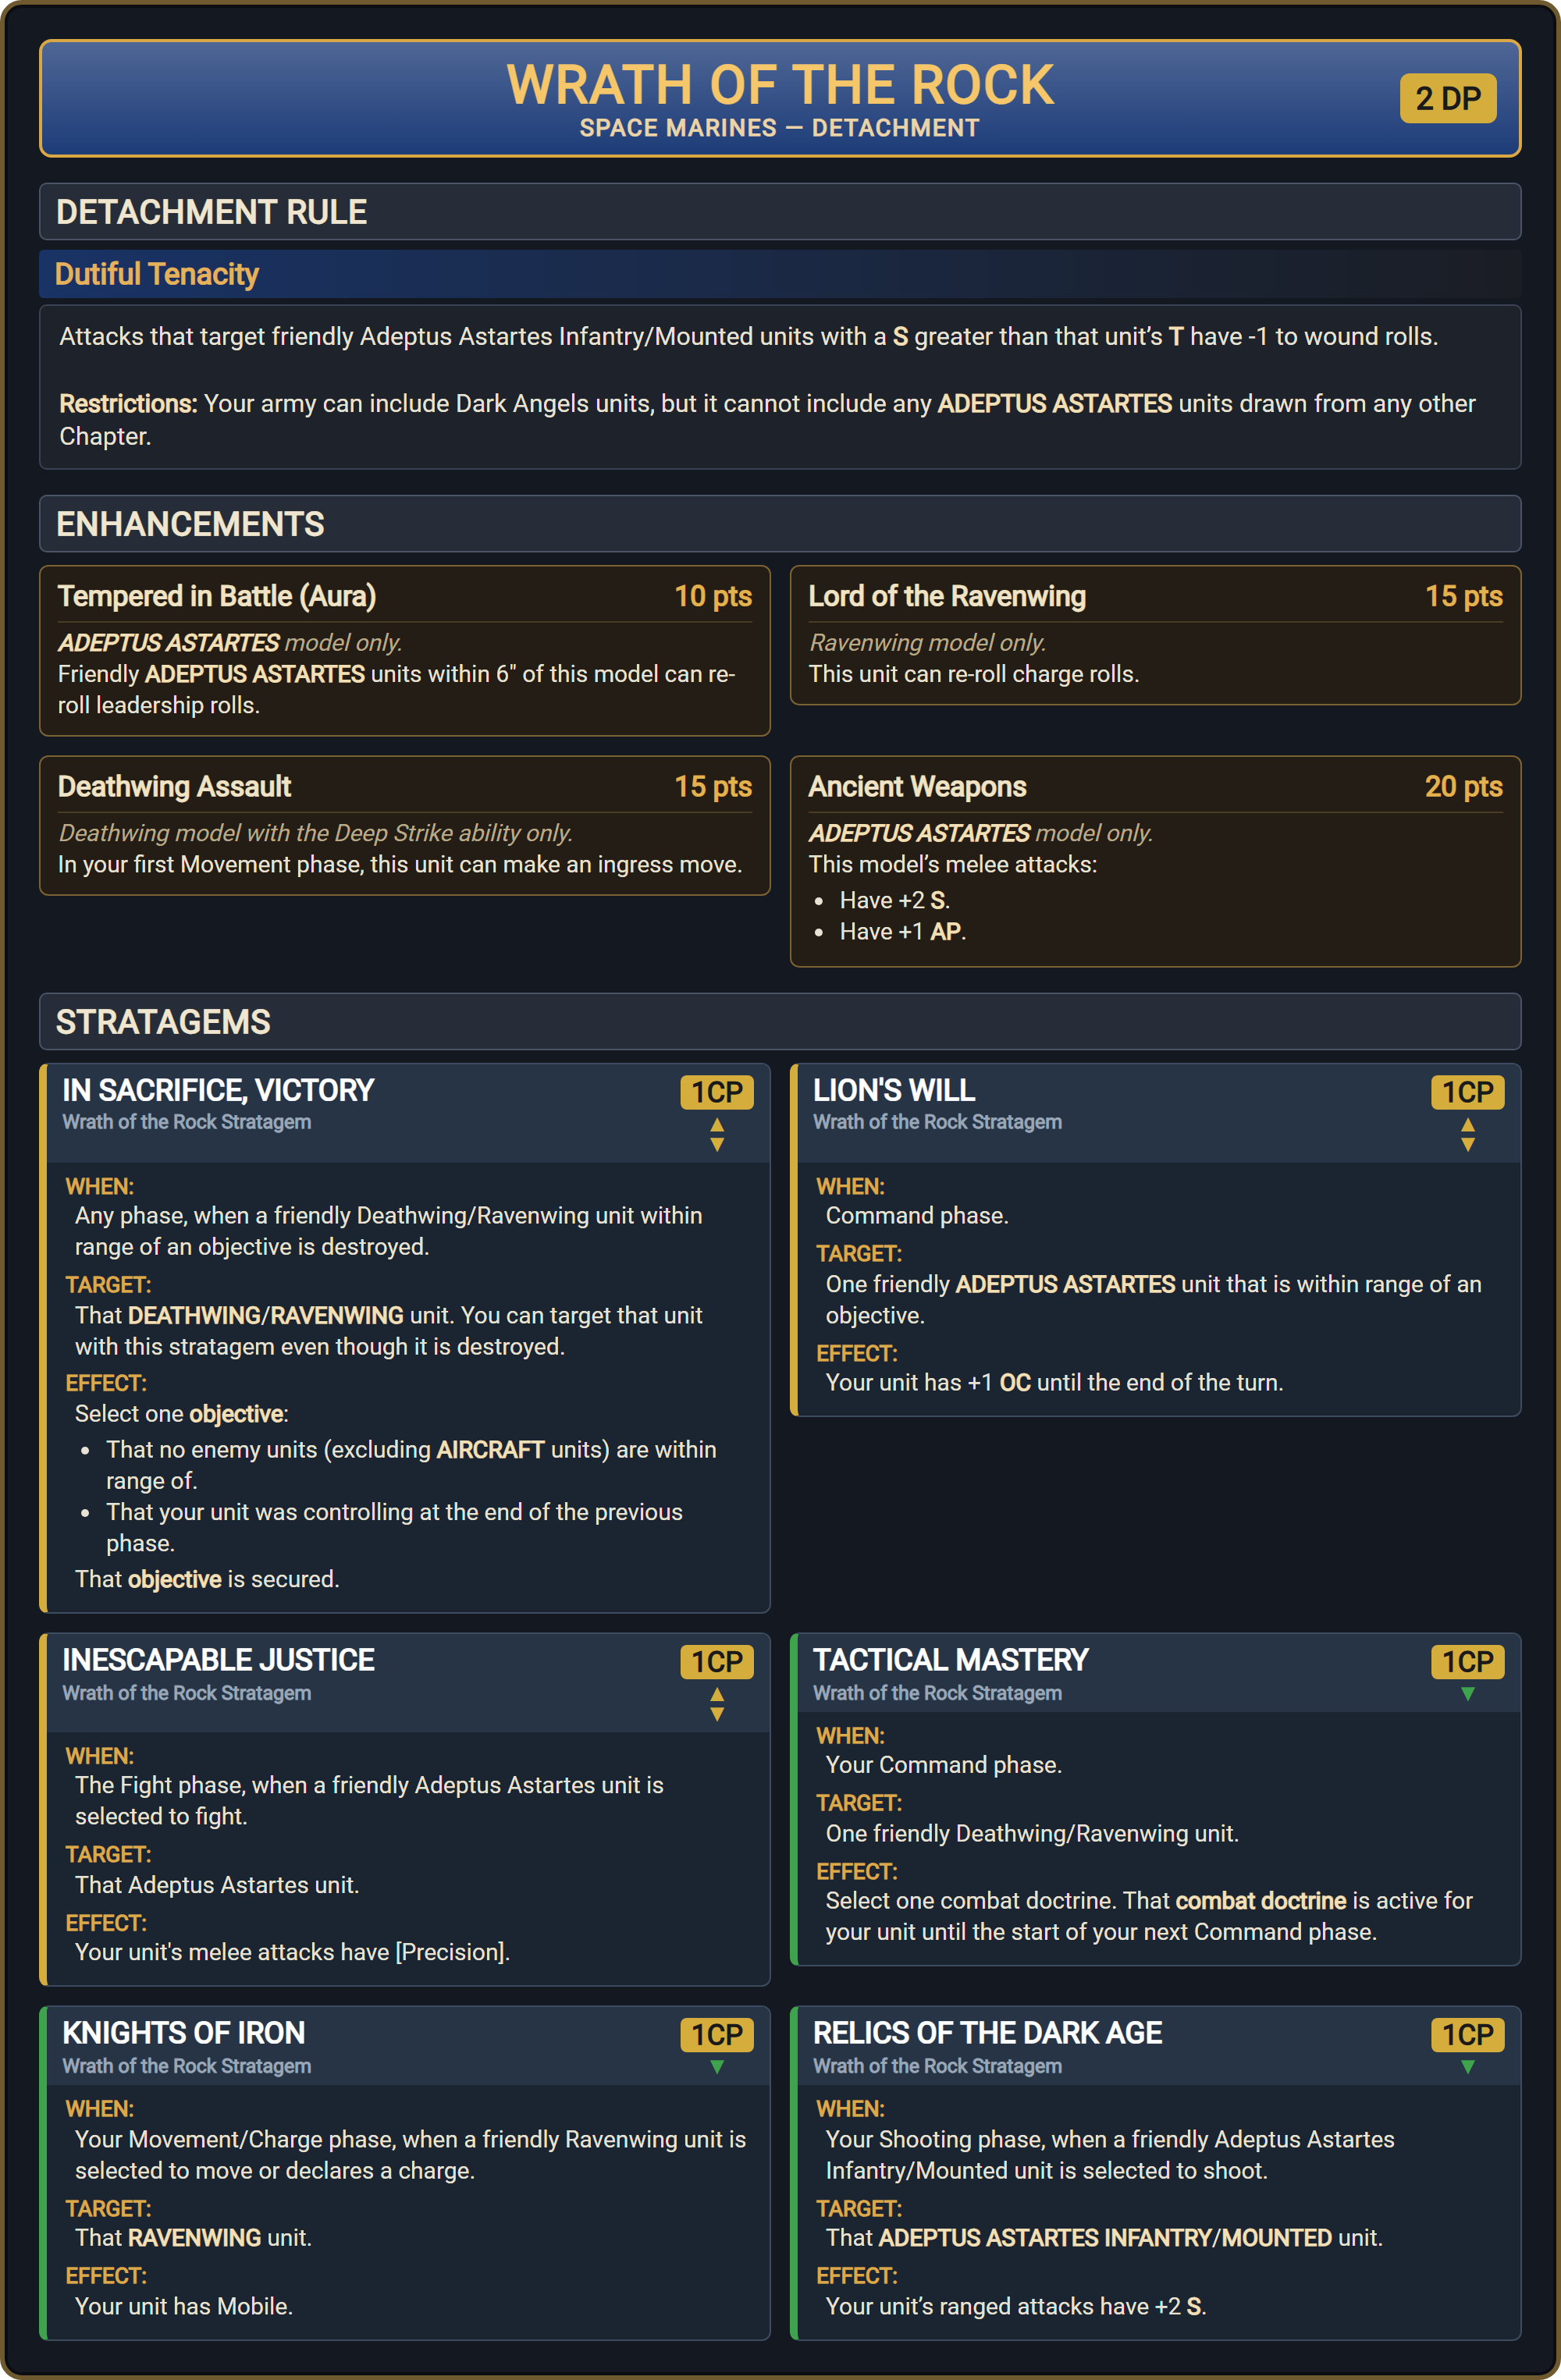 WRATH OF THE ROCK
SPACE MARINES — DETACHMENT
2 DP
DETACHMENT RULE
Dutiful Tenacity
Attacks that target friendly Adeptus Astartes Infantry/Mounted units with a S greater than that unit’s T have -1 to wound rolls.
Restrictions: Your army can include Dark Angels units, but it cannot include any ADEPTUS ASTARTES units drawn from any other
Chapter.
ENHANCEMENTS
Tempered in Battle (Aura) 10 pts
ADEPTUS ASTARTES model only.
Friendly ADEPTUS ASTARTES units within 6" of this model can re-
roll leadership rolls.
Lord of the Ravenwing 15 pts
Ravenwing model only.
This unit can re-roll charge rolls.
Deathwing Assault 15 pts
Deathwing model with the Deep Strike ability only.
In your first Movement phase, this unit can make an ingress move.
Ancient Weapons 20 pts
ADEPTUS ASTARTES model only.
This model’s melee attacks:
• Have +2 S.
• Have +1 AP.
STRATAGEMS
IN SACRIFICE, VICTORY 1CP
Wrath of the Rock Stratagem ▲
▼
WHEN:
Any phase, when a friendly Deathwing/Ravenwing unit within
range of an objective is destroyed.
TARGET:
That DEATHWING/RAVENWING unit. You can target that unit
with this stratagem even though it is destroyed.
EFFECT:
Select one objective:
• That no enemy units (excluding AIRCRAFT units) are within
range of.
• That your unit was controlling at the end of the previous
phase.
That objective is secured.
LION'S WILL 1CP
Wrath of the Rock Stratagem ▲
▼
WHEN:
Command phase.
TARGET:
One friendly ADEPTUS ASTARTES unit that is within range of an
objective.
EFFECT:
Your unit has +1 OC until the end of the turn.
INESCAPABLE JUSTICE 1CP
Wrath of the Rock Stratagem ▲
▼
WHEN:
The Fight phase, when a friendly Adeptus Astartes unit is
selected to fight.
TARGET:
That Adeptus Astartes unit.
EFFECT:
Your unit's melee attacks have [Precision].
TACTICAL MASTERY 1CP
Wrath of the Rock Stratagem ▼
WHEN:
Your Command phase.
TARGET:
One friendly Deathwing/Ravenwing unit.
EFFECT:
Select one combat doctrine. That combat doctrine is active for
your unit until the start of your next Command phase.
KNIGHTS OF IRON 1CP
Wrath of the Rock Stratagem ▼
WHEN:
Your Movement/Charge phase, when a friendly Ravenwing unit is
selected to move or declares a charge.
TARGET:
That RAVENWING unit.
EFFECT:
Your unit has Mobile.
RELICS OF THE DARK AGE 1CP
Wrath of the Rock Stratagem ▼
WHEN:
Your Shooting phase, when a friendly Adeptus Astartes
Infantry/Mounted unit is selected to shoot.
TARGET:
That ADEPTUS ASTARTES INFANTRY/MOUNTED unit.
EFFECT:
Your unit’s ranged attacks have +2 S.